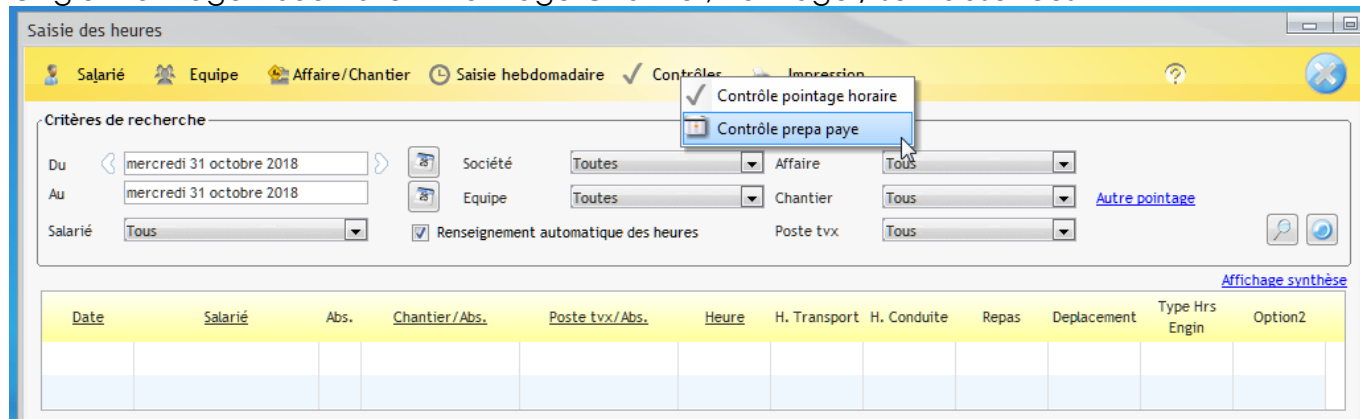 Saisie des heures
Salarié Equipe Affaire/Chantier Saisie hebdomadaire Contrôles Impression
Contrôle pointage horaire
Contrôle prepa paye
Critères de recherche
Du mercredi 31 octobre 2018 Société Toutes Affaire Tous
Au mercredi 31 octobre 2018 Equipe Toutes Chantier Tous Autre pointage
Salarié Tous Renseignement automatique des heures Poste tvx Tous
Affichage synthèse
Date Salarié Abs. Chantier/Abs. Poste tvx/Abs. Heure H. Transport H. Conduite Repas Deplacement Type Hrs Engin Option2